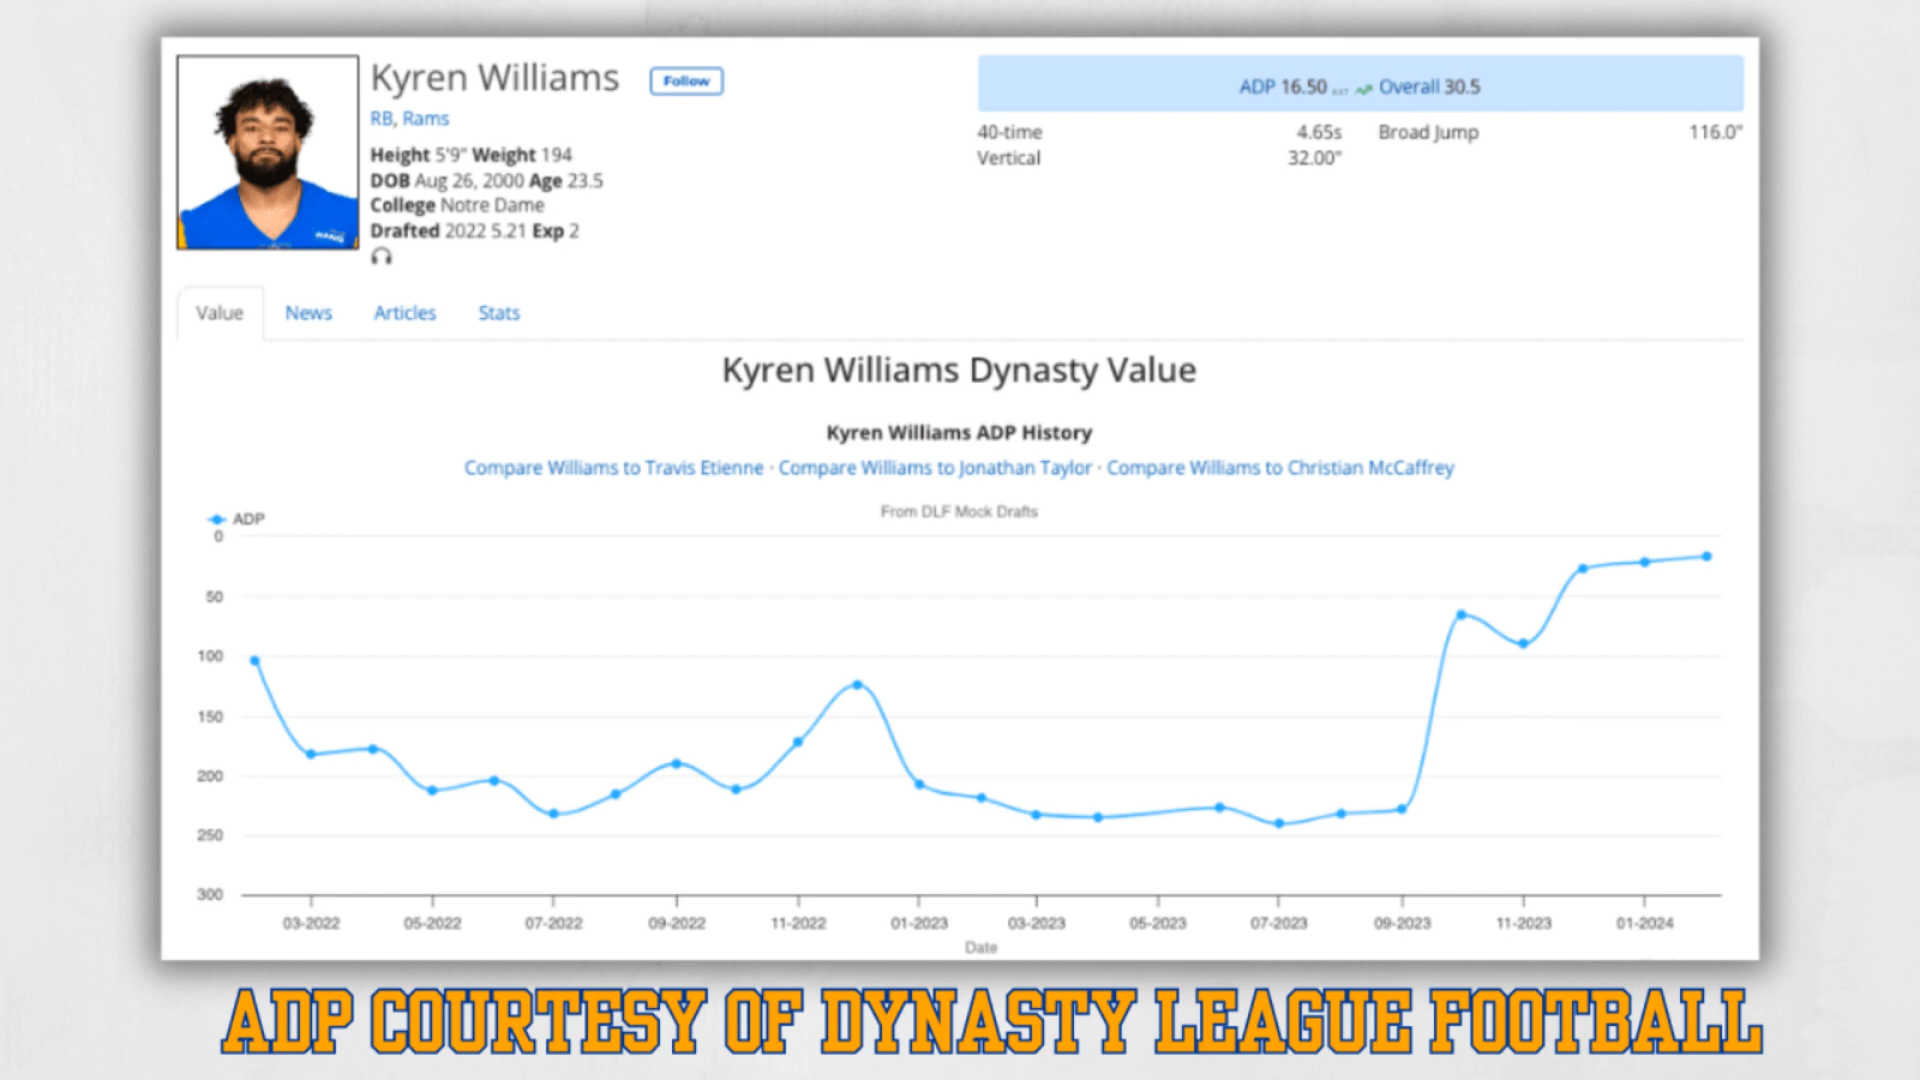 Kyren Williams Follow
RB, Rams
Height 5'9" Weight 194
DOB Aug 26, 2000 Age 23.5
College Notre Dame
Drafted 2022 5.21 Exp 2
ADP 16.50 Overall 30.5
40-time 4.65s Broad Jump 116.0"
Vertical 32.00"
Value News Articles Stats
Kyren Williams Dynasty Value
Kyren Williams ADP History
Compare Williams to Travis Etienne · Compare Williams to Jonathan Taylor · Compare Williams to Christian McCaffrey
From DLF Mock Drafts
ADP
0
50
100
150
200
250
300
03-2022 05-2022 07-2022 09-2022 11-2022 01-2023 03-2023 05-2023 07-2023 09-2023 11-2023 01-2024
Date
ADP COURTESY OF DYNASTY LEAGUE FOOTBALL